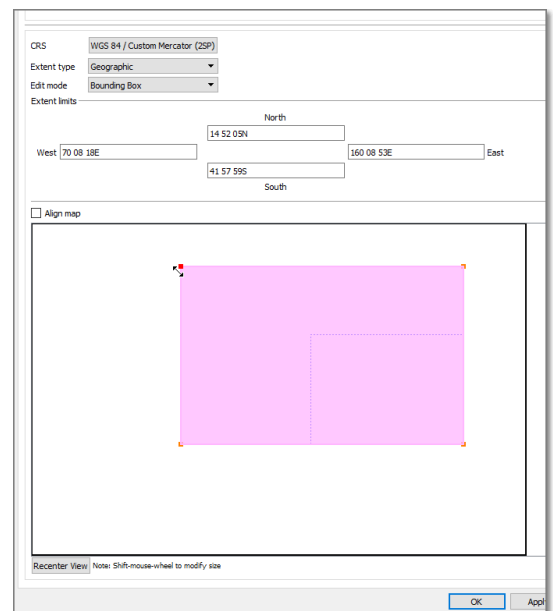 CRS WGS 84 / Custom Mercator (2SP)
Extent type Geographic
Edit mode Bounding Box
Extent limits
North
14 52 05N
West 70 08 18E 160 08 53E East
41 57 59S
South
Align map
Recenter View Note: Shift-mouse-wheel to modify size
OK Appl